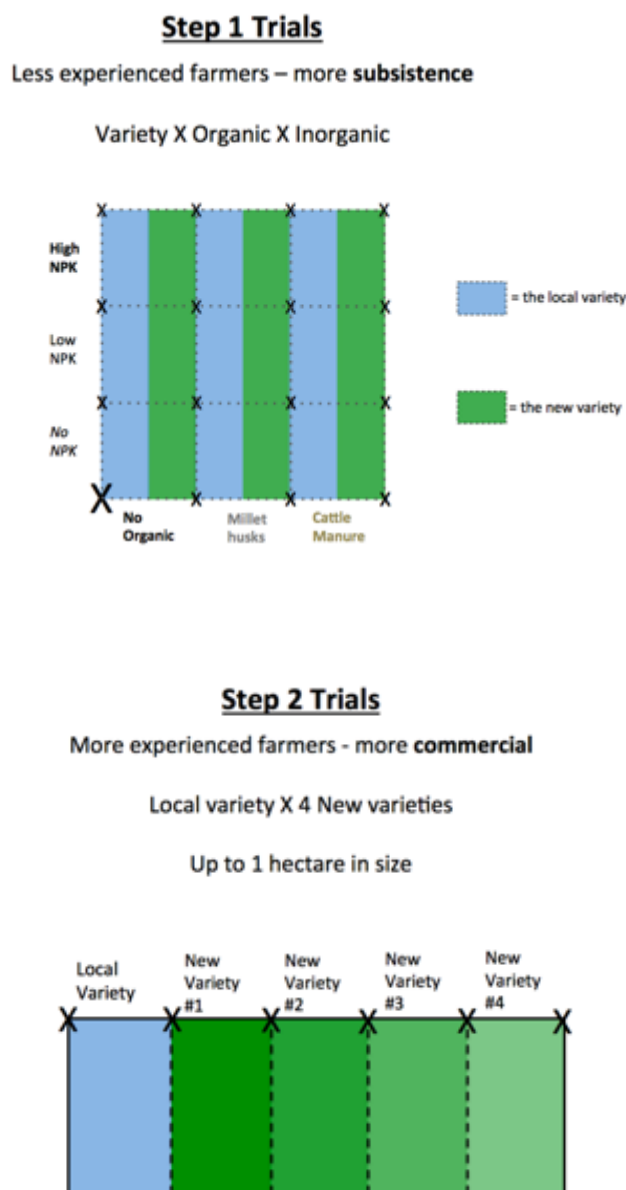 Step 1 Trials
Less experienced farmers – more subsistence
Variety X Organic X Inorganic
X X X X
High
NPK
= the local variety
X X X X
Low
NPK
= the new variety
X X X X
No
NPK
X X X X
No
Organic
Millet
husks
Cattle
Manure
Step 2 Trials
More experienced farmers - more commercial
Local variety X 4 New varieties
Up to 1 hectare in size
Local
Variety
New
Variety
#1
New
Variety
#2
New
Variety
#3
New
Variety
#4
X X X X X X